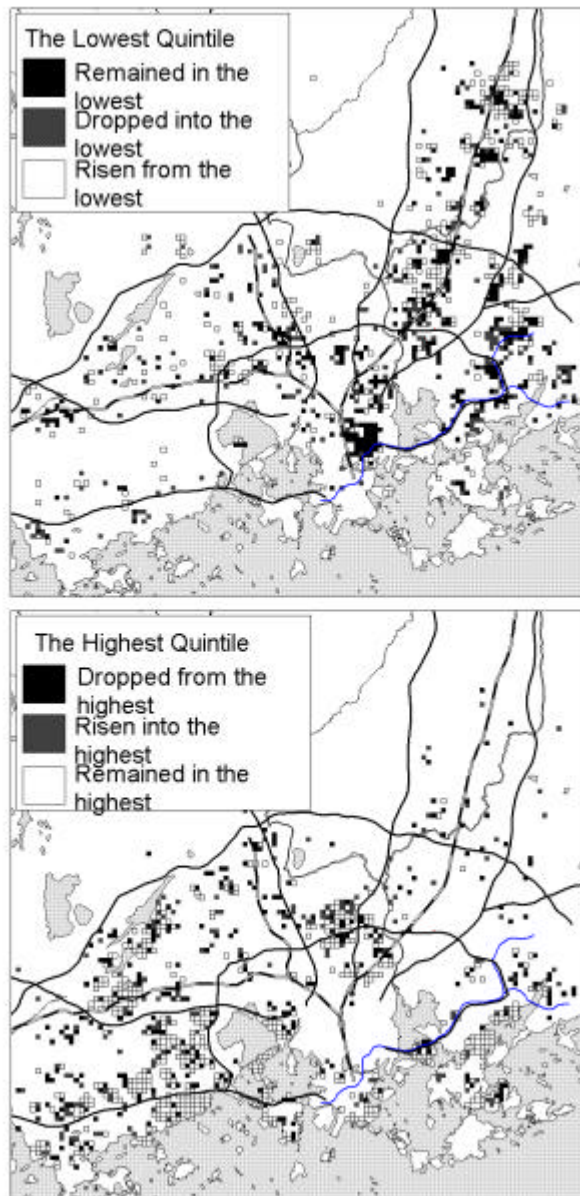 The Lowest Quintile
Remained in the
lowest
Dropped into the
lowest
Risen from the
lowest
The Highest Quintile
Dropped from the
highest
Risen into the
highest
Remained in the
highest